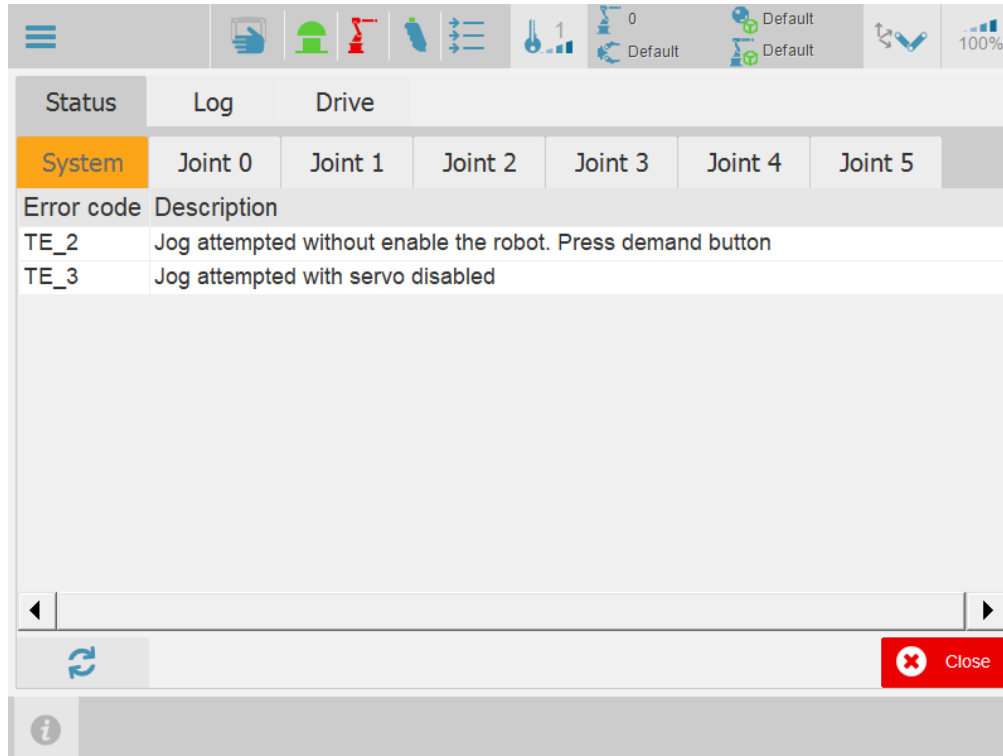 1 0 Default
Default Default 100%
Status Log Drive
System Joint 0 Joint 1 Joint 2 Joint 3 Joint 4 Joint 5
Error code Description
TE_2 Jog attempted without enable the robot. Press demand button
TE_3 Jog attempted with servo disabled
Close